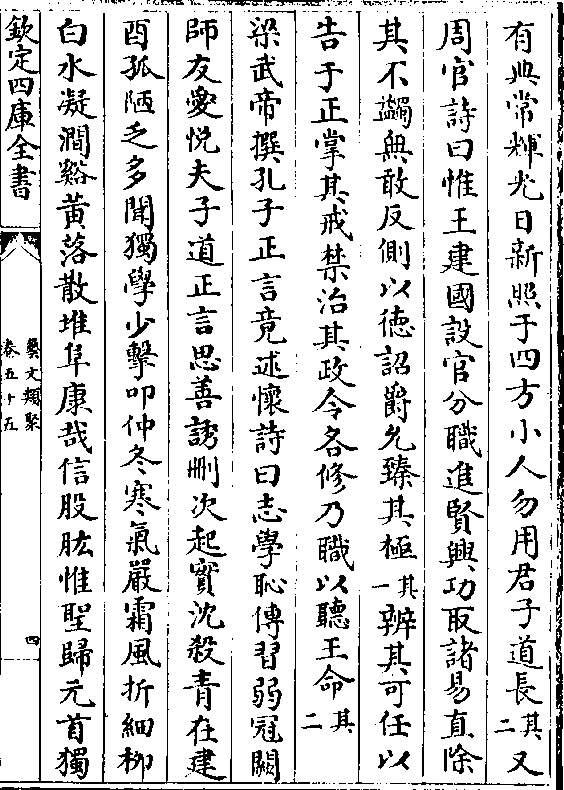 有典常輝光日新照于四方小人勿用君子道長其二又
周官詩曰惟王建國設官分職進賢興功取諸易直除
其不蠲無敢反側以徳詔爵允臻其極其一辨其可任以
告于正掌其戒禁治其政令各修乃職以聽王命其二
梁武帝撰孔子正言竟述懷詩曰志學恥傳習弱冠闕
師友愛悦夫子道正言思善誘刪次起實沈殺青在建
酉孤陋乏多聞獨學少擊叩仲冬寒氣嚴霜風折細柳
白水凝澗谿黃落散堆阜康哉信股肱惟聖歸元首獨
欽定四庫全書
藝文類聚
卷五十五
四